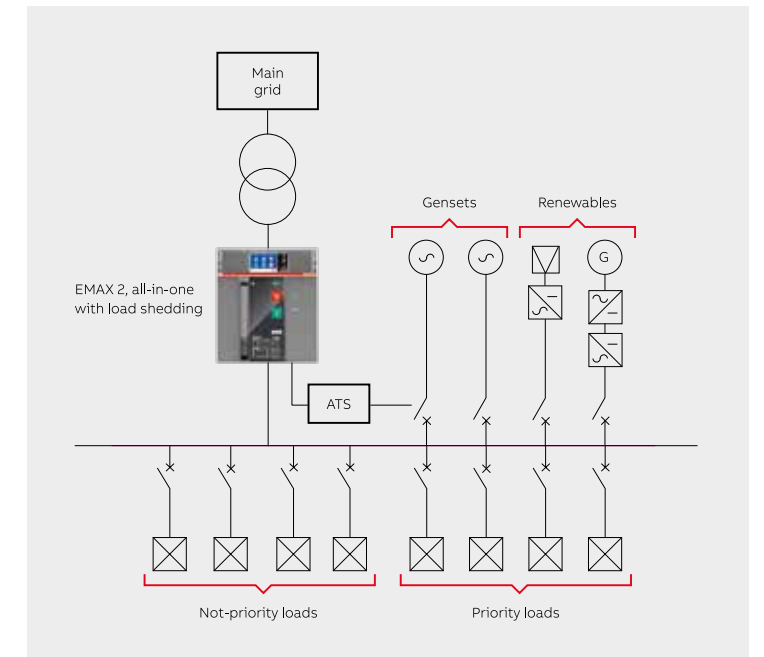 Main
grid
Gensets
Renewables
G
EMAX 2, all-in-one
with load shedding
ATS
Not-priority loads
Priority loads